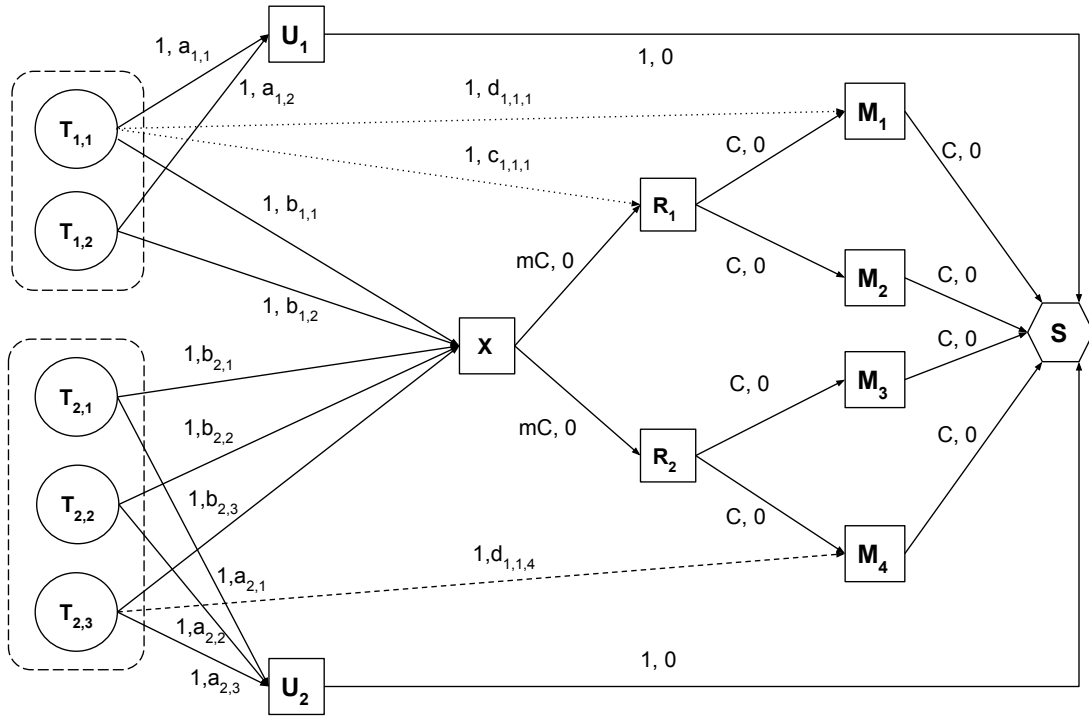 U₁
1, a₁,₁
1, 0
1, a₁,₂
1, d₁,₁,₁
M₁
T₁,₁
C, 0
C, 0
1, c₁,₁,₁
R₁
1, b₁,₁
T₁,₂
mC, 0
C, 0
C, 0
M₂
1, b₁,₂
S
X
1,b₂,₁
C, 0
M₃
C, 0
T₂,₁
mC, 0
1,b₂,₂
C, 0
R₂
T₂,₂
1,b₂,₃
C, 0
M₄
1,d₁,₁,₄
1,a₂,₁
T₂,₃
1,a₂,₂
1, 0
1,a₂,₃
U₂